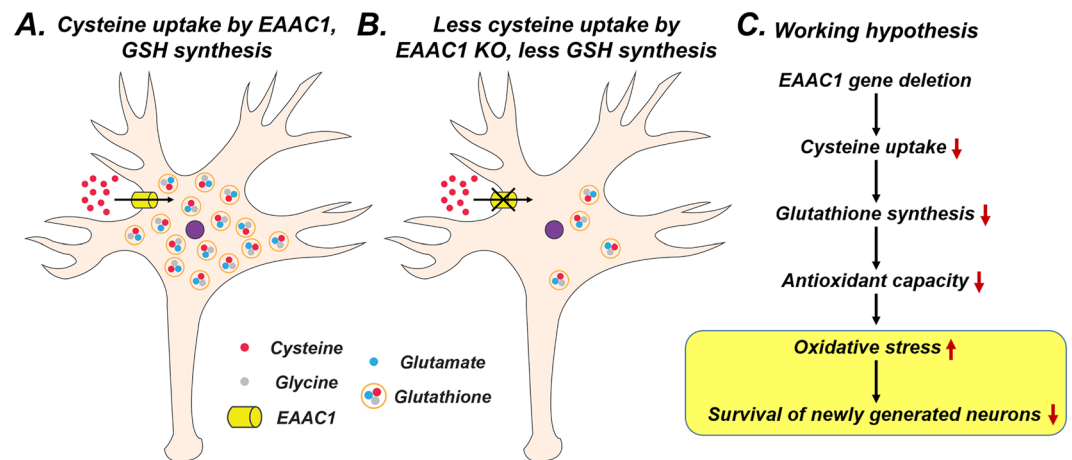 A. Cysteine uptake by EAAC1,
GSH synthesis
B. Less cysteine uptake by
EAAC1 KO, less GSH synthesis
C. Working hypothesis
EAAC1 gene deletion
Cysteine uptake
Glutathione synthesis
Antioxidant capacity
Oxidative stress
Survival of newly generated neurons
Cysteine
Glycine
EAAC1
Glutamate
Glutathione